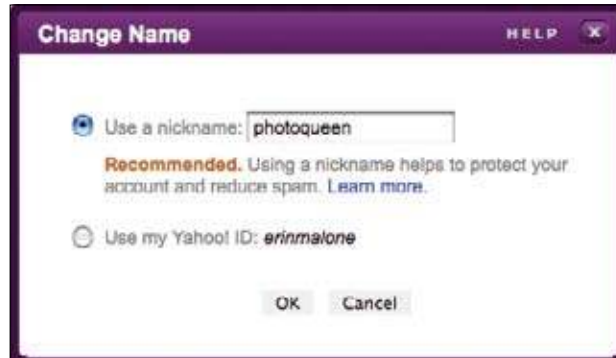 Change Name
HELP X
Use a nickname: photoqueen
Recommended. Using a nickname helps to protect your
account and reduce spam. Learn more.
Use my Yahoo! ID: erinmalone
OK Cancel